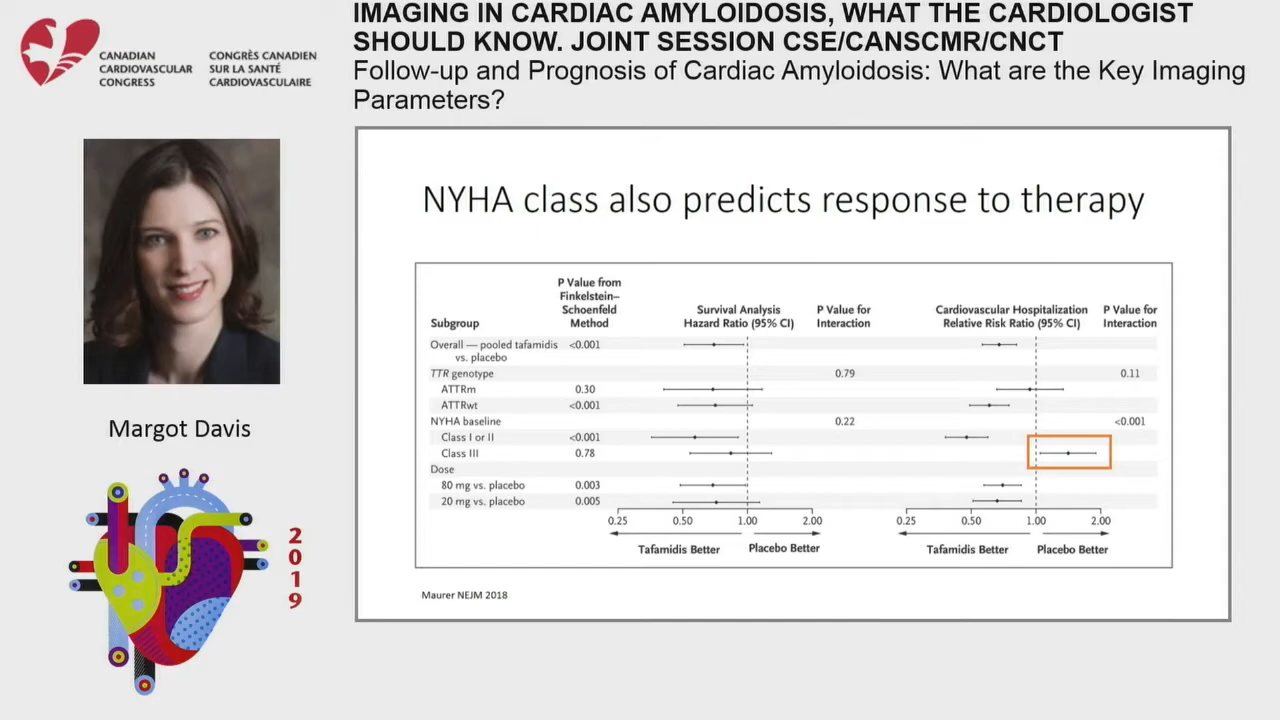 IMAGING IN CARDIAC AMYLOIDOSIS, WHAT THE CARDIOLOGIST
SHOULD KNOW. JOINT SESSION CSE/CANSCMR/CNCT
Follow-up and Prognosis of Cardiac Amyloidosis: What are the Key Imaging
Parameters?
CANADIAN
CARDIOVASCULAR
CONGRESS
CONGRÈS CANADIEN
SUR LA SANTÉ
CARDIOVASCULAIRE
Margot Davis
2
0
1
9
NYHA class also predicts response to therapy
P Value from
Finkelstein–
Schoenfeld
Method
Survival Analysis
Hazard Ratio (95% CI)
P Value for
Interaction
Cardiovascular Hospitalization
Relative Risk Ratio (95% CI)
P Value for
Interaction
Subgroup
Overall — pooled tafamidis <0.001
vs. placebo
TTR genotype 0.79 0.11
ATTRm 0.30
ATTRwt <0.001
NYHA baseline 0.22 <0.001
Class I or II <0.001
Class III 0.78
Dose
80 mg vs. placebo 0.003
20 mg vs. placebo 0.005
0.25 0.50 1.00 2.00 0.25 0.50 1.00 2.00
Tafamidis Better Placebo Better Tafamidis Better Placebo Better
Maurer NEJM 2018